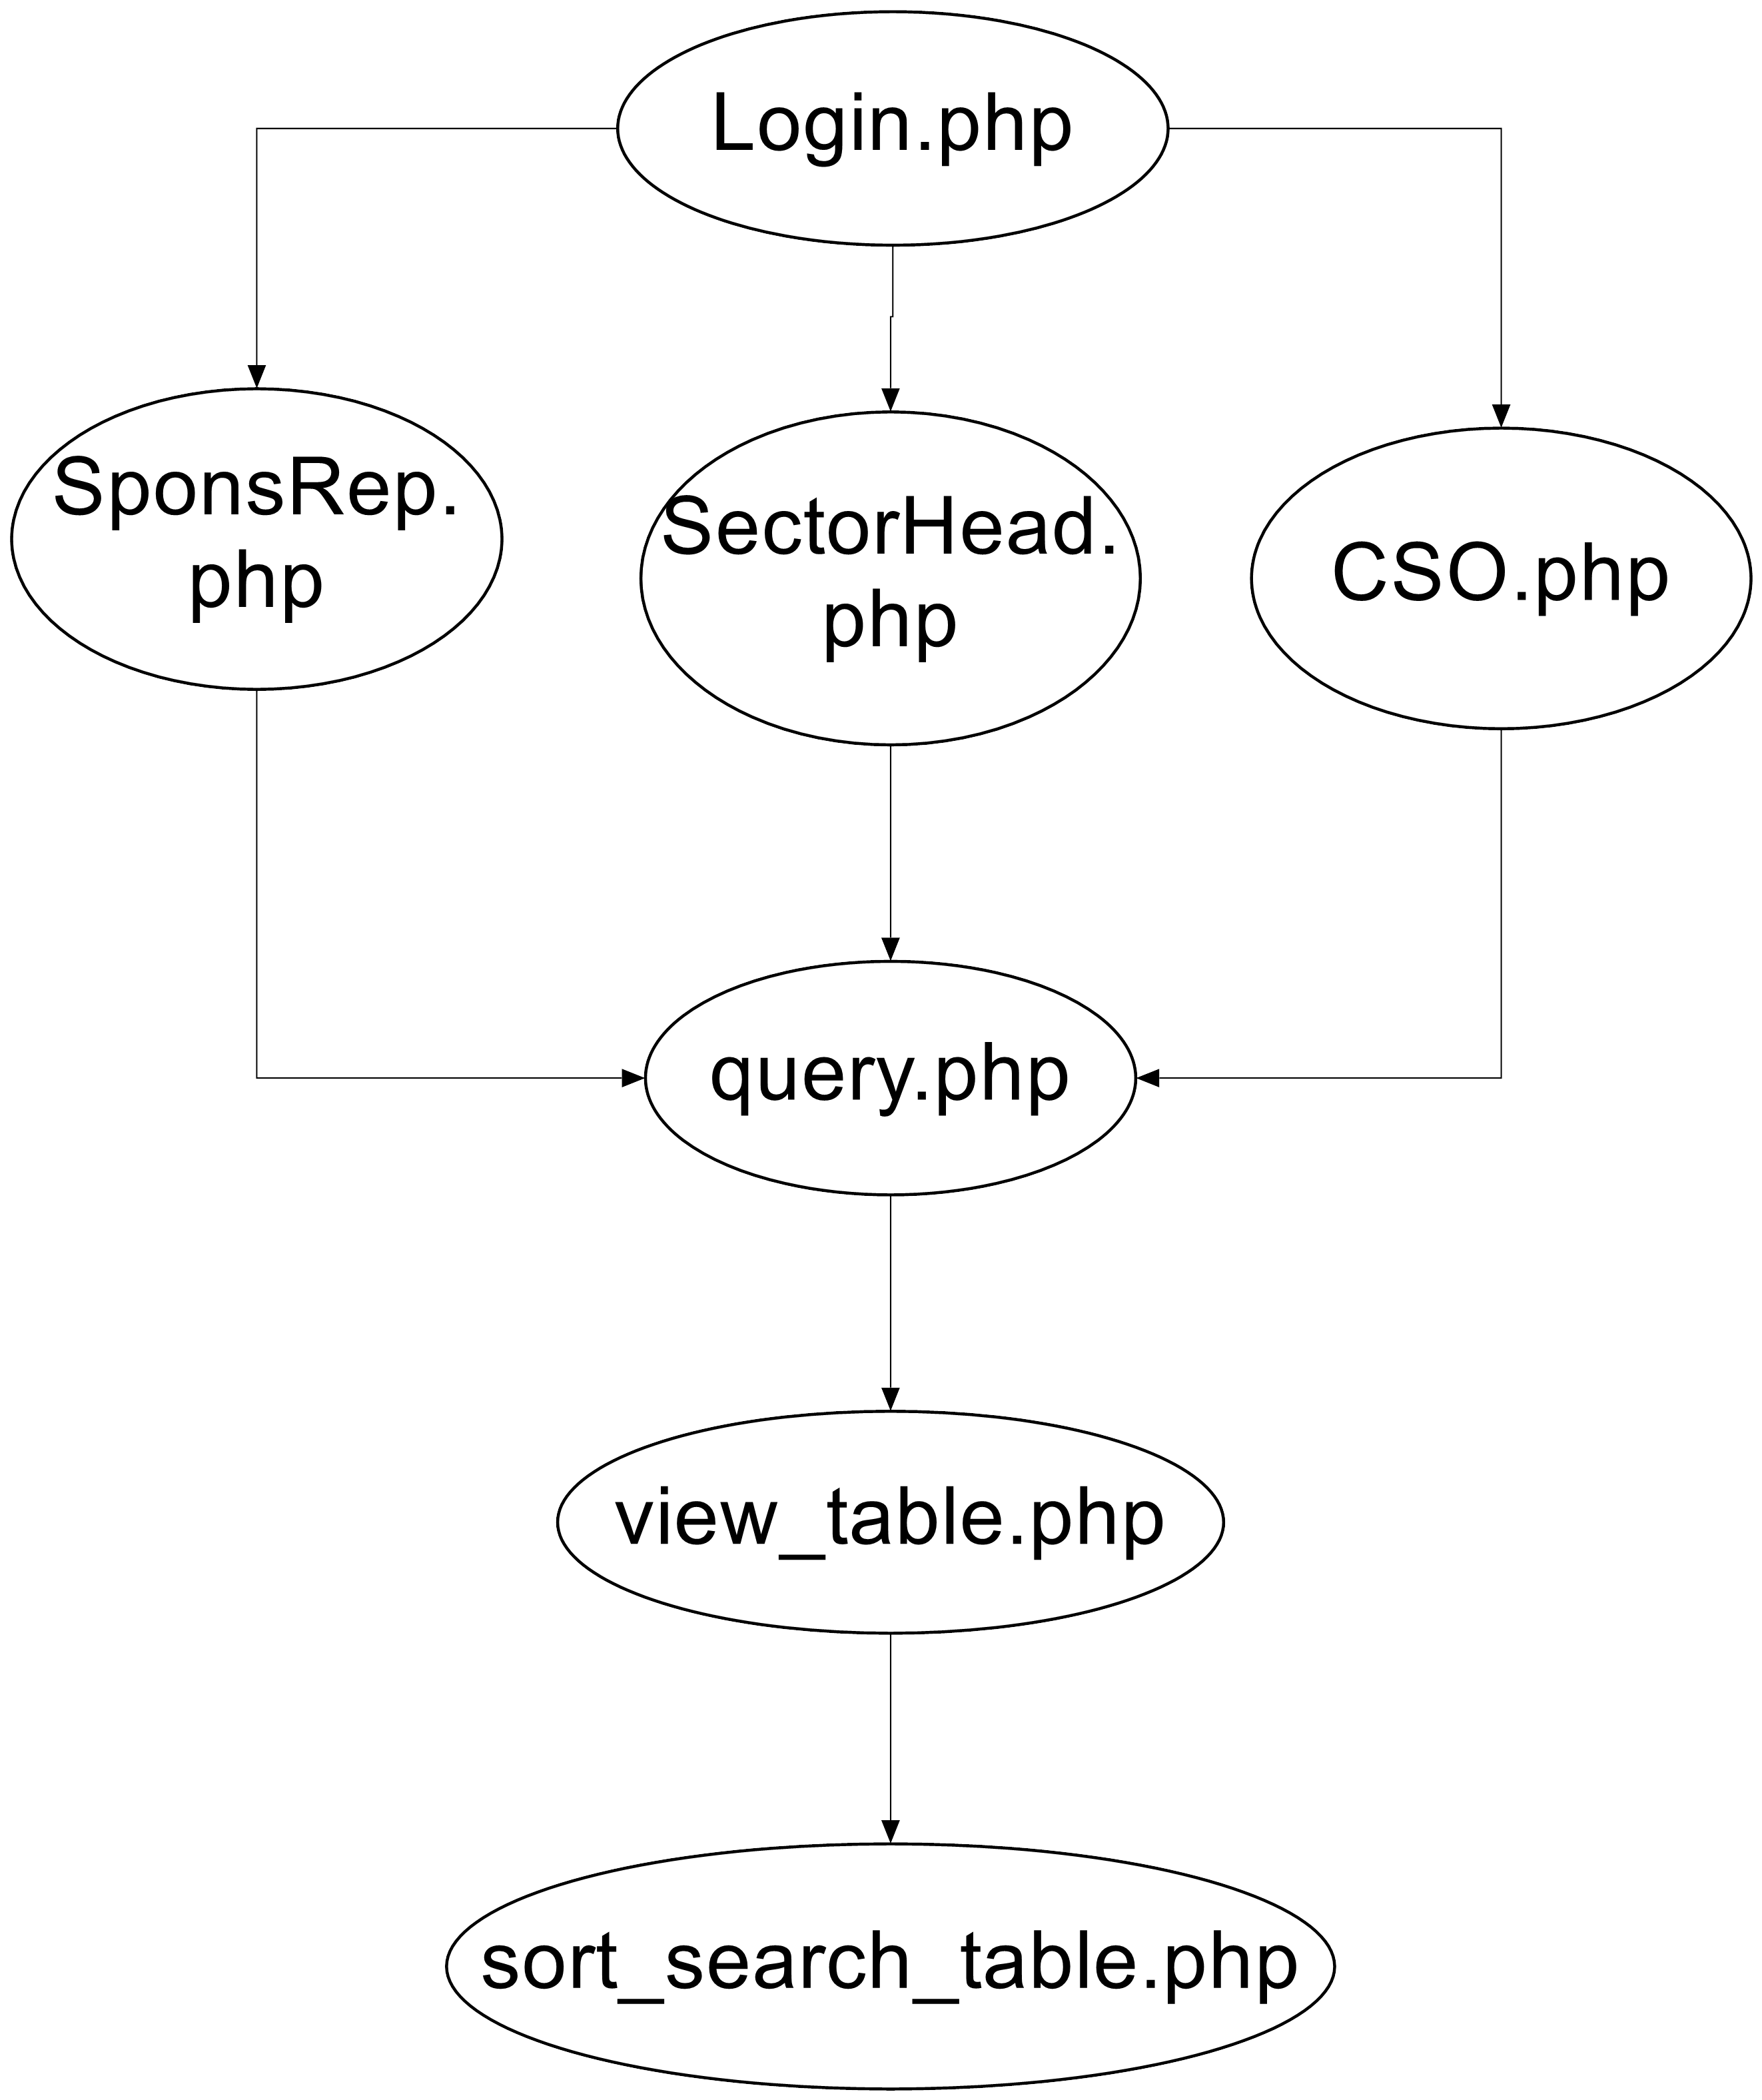 Login.php
SponsRep.
php
SectorHead.
php
CSO.php
query.php
view_table.php
sort_search_table.php